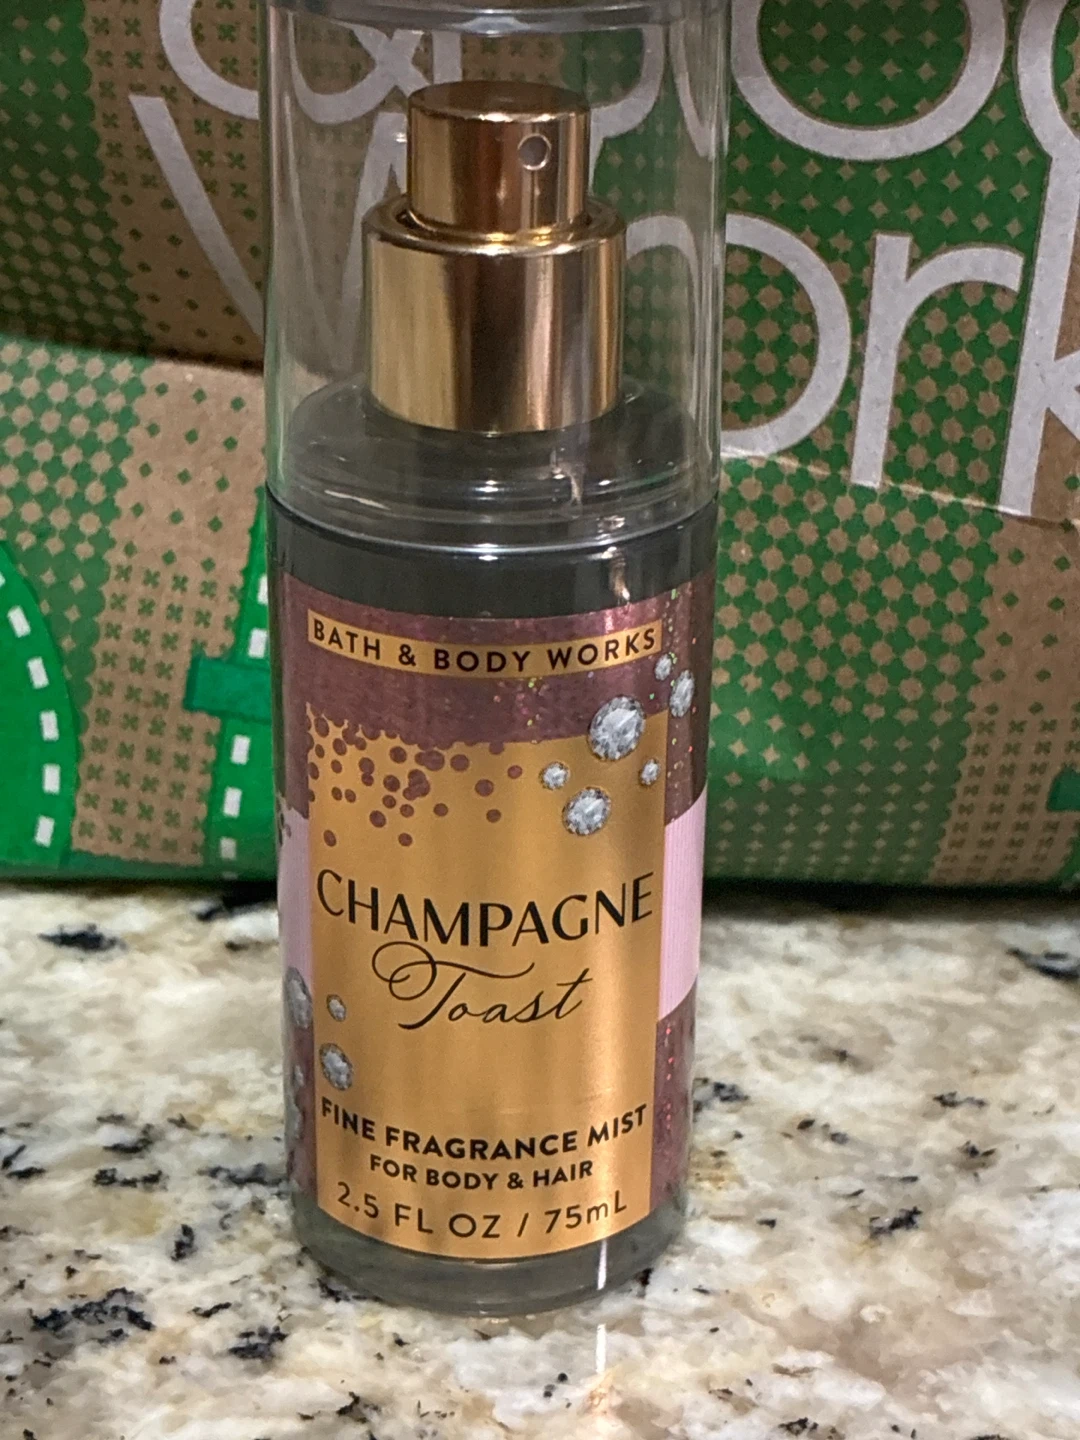 BATH & BODY WORKS
CHAMPAGNE
Toast
FINE FRAGRANCE MIST
FOR BODY & HAIR
2.5 FL OZ / 75mL